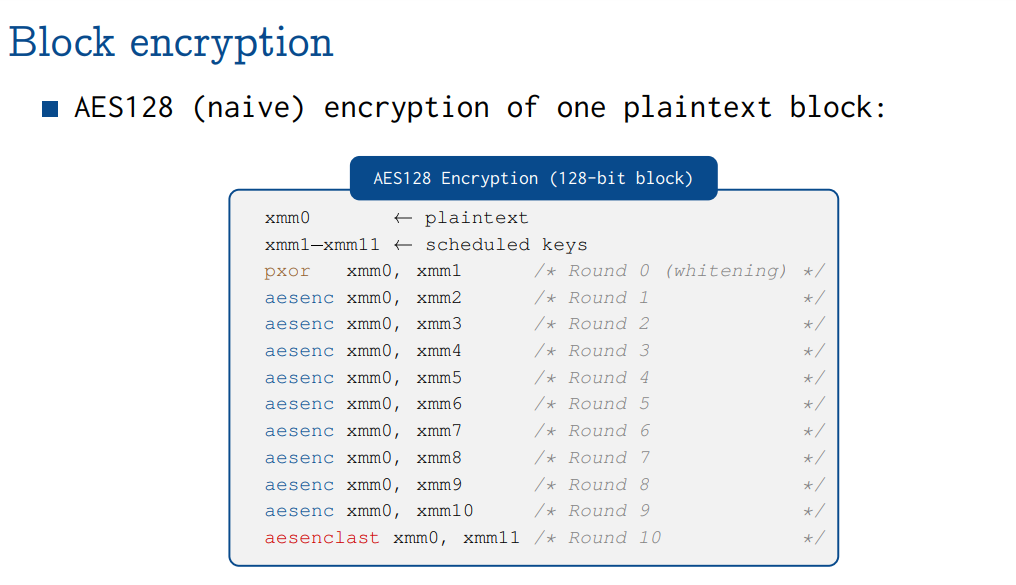 Block encryption
AES128 (naive) encryption of one plaintext block:
AES128 Encryption (128-bit block)
xmm0 ← plaintext
xmm1–xmm11 ← scheduled keys
pxor xmm0, xmm1 /* Round 0 (whitening) */
aesenc xmm0, xmm2 /* Round 1 */
aesenc xmm0, xmm3 /* Round 2 */
aesenc xmm0, xmm4 /* Round 3 */
aesenc xmm0, xmm5 /* Round 4 */
aesenc xmm0, xmm6 /* Round 5 */
aesenc xmm0, xmm7 /* Round 6 */
aesenc xmm0, xmm8 /* Round 7 */
aesenc xmm0, xmm9 /* Round 8 */
aesenc xmm0, xmm10 /* Round 9 */
aesenclast xmm0, xmm11 /* Round 10 */